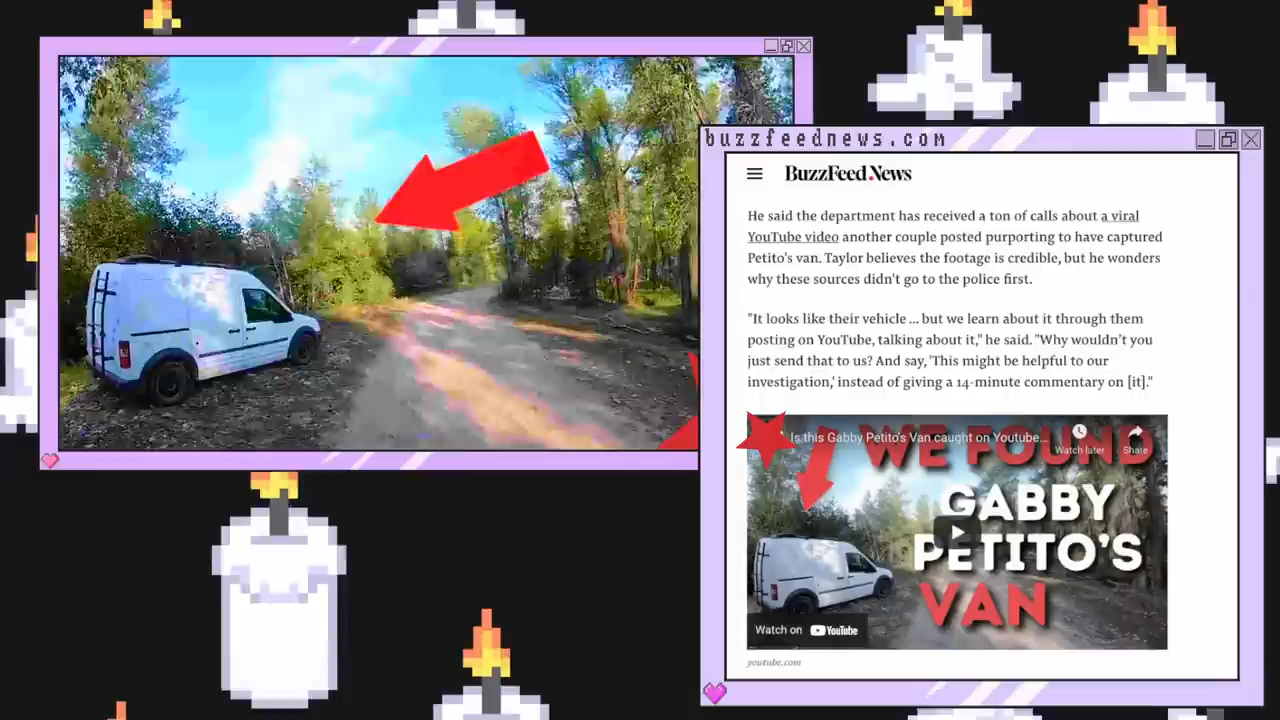 buzzfeednews.com
BuzzFeed News
He said the department has received a ton of calls about a viral
YouTube video another couple posted purporting to have captured
Petito's van. Taylor believes the footage is credible, but he wonders
why these sources didn't go to the police first.
"It looks like their vehicle ... but we learn about it through them
posting on YouTube, talking about it," he said. "Why wouldn't you
just send that to us? And say, 'This might be helpful to our
investigation,' instead of giving a 14-minute commentary on [it]."
Is this Gabby Petito's Van caught on Youtube...
Watch later
Share
WE FOUND
GABBY
PETITO'S
VAN
Watch on YouTube
youtube.com